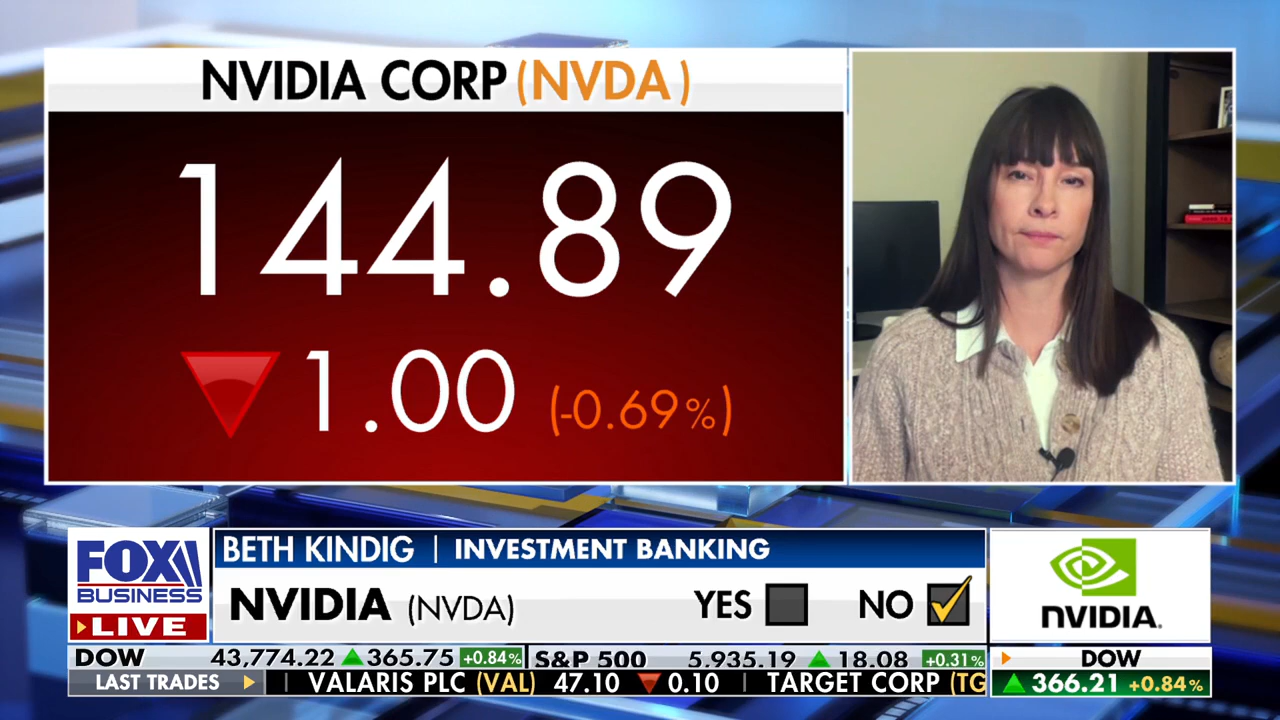 NVIDIA CORP (NVDA)
144.89
1.00 (-0.69%)
BETH KINDIG | INVESTMENT BANKING
NVIDIA (NVDA) YES NO
FOX
BUSINESS
LIVE
NVIDIA.
DOW 43,774.22 365.75 +0.84% S&P 500 5,935.19 18.08 +0.31%
DOW
LAST TRADES | VALARIS PLC (VAL) 47.10 0.10 | TARGET CORP (TG
366.21 +0.84%